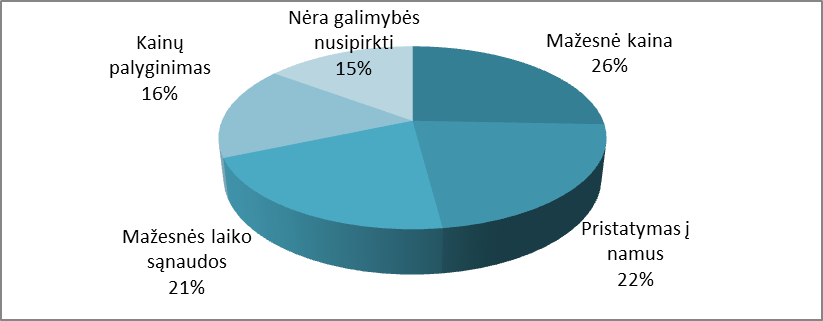 Nėra galimybės
nusipirkti
15%
Mažesnė kaina
26%
Kainų
palyginimas
16%
Mažesnės laiko
sąnaudos
21%
Pristatymas į
namus
22%